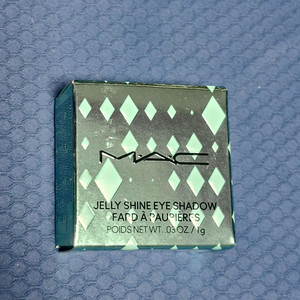 MAC
JELLY SHINE EYE SHADOW
FARD À PAUPIÈRES
POIDS NET WT. .03 OZ / 1g